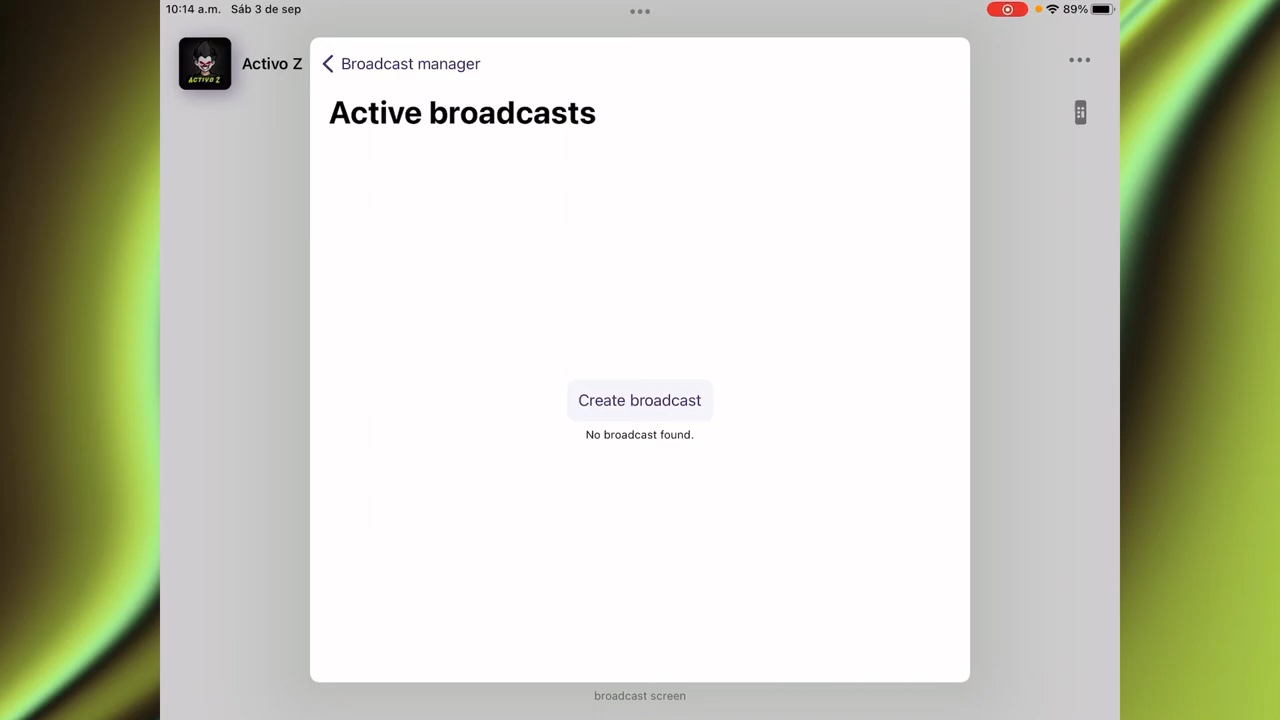 10:14 a.m. Sáb 3 de sep
89%
ACTIVO Z
Activo Z
Broadcast manager
Active broadcasts
Create broadcast
No broadcast found.
broadcast screen